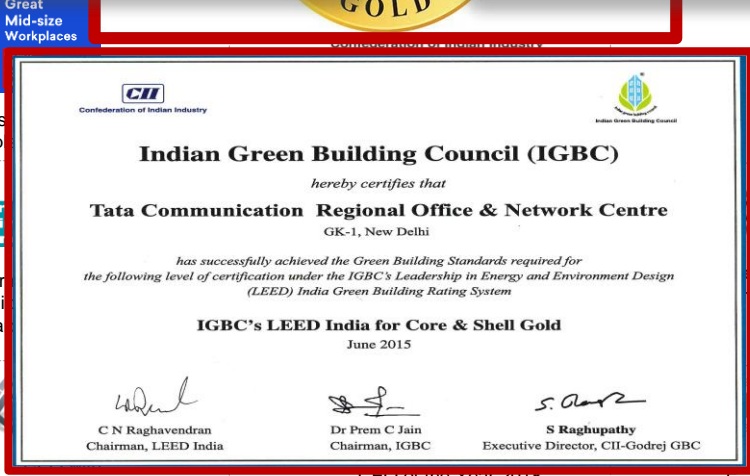 Great
Mid-size
Workplaces
GOLD
Confederation of Indian Industry
CII
Confederation of Indian Industry
Indian Green Building Council
Indian Green Building Council (IGBC)
hereby certifies that
Tata Communication Regional Office & Network Centre
GK-1, New Delhi
has successfully achieved the Green Building Standards required for
the following level of certification under the IGBC's Leadership in Energy and Environment Design
(LEED) India Green Building Rating System
IGBC's LEED India for Core & Shell Gold
June 2015
C N Raghavendran
Chairman, LEED India
Dr Prem C Jain
Chairman, IGBC
S Raghupathy
Executive Director, CII-Godrej GBC